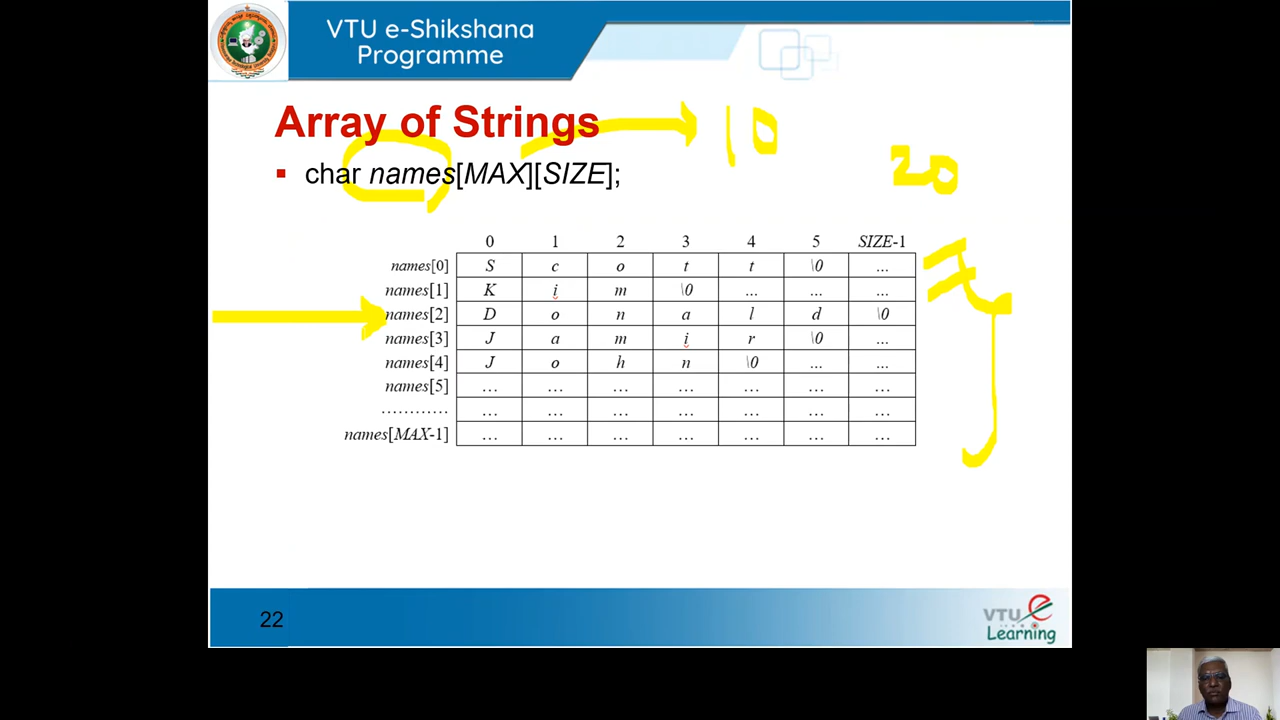 VTU e-Shikshana
Programme
Array of Strings
10
20
▪ char names[MAX][SIZE];
0 1 2 3 4 5 SIZE-1
names[0] S c o t t \0 ...
names[1] K i m \0 ... ... ...
names[2] D o n a l d \0
names[3] J a m i r \0 ...
names[4] J o h n \0 ... ...
names[5] ... ... ... ... ... ... ...
............ ... ... ... ... ... ... ...
names[MAX-1] ... ... ... ... ... ... ...
22
VTU e
Learning